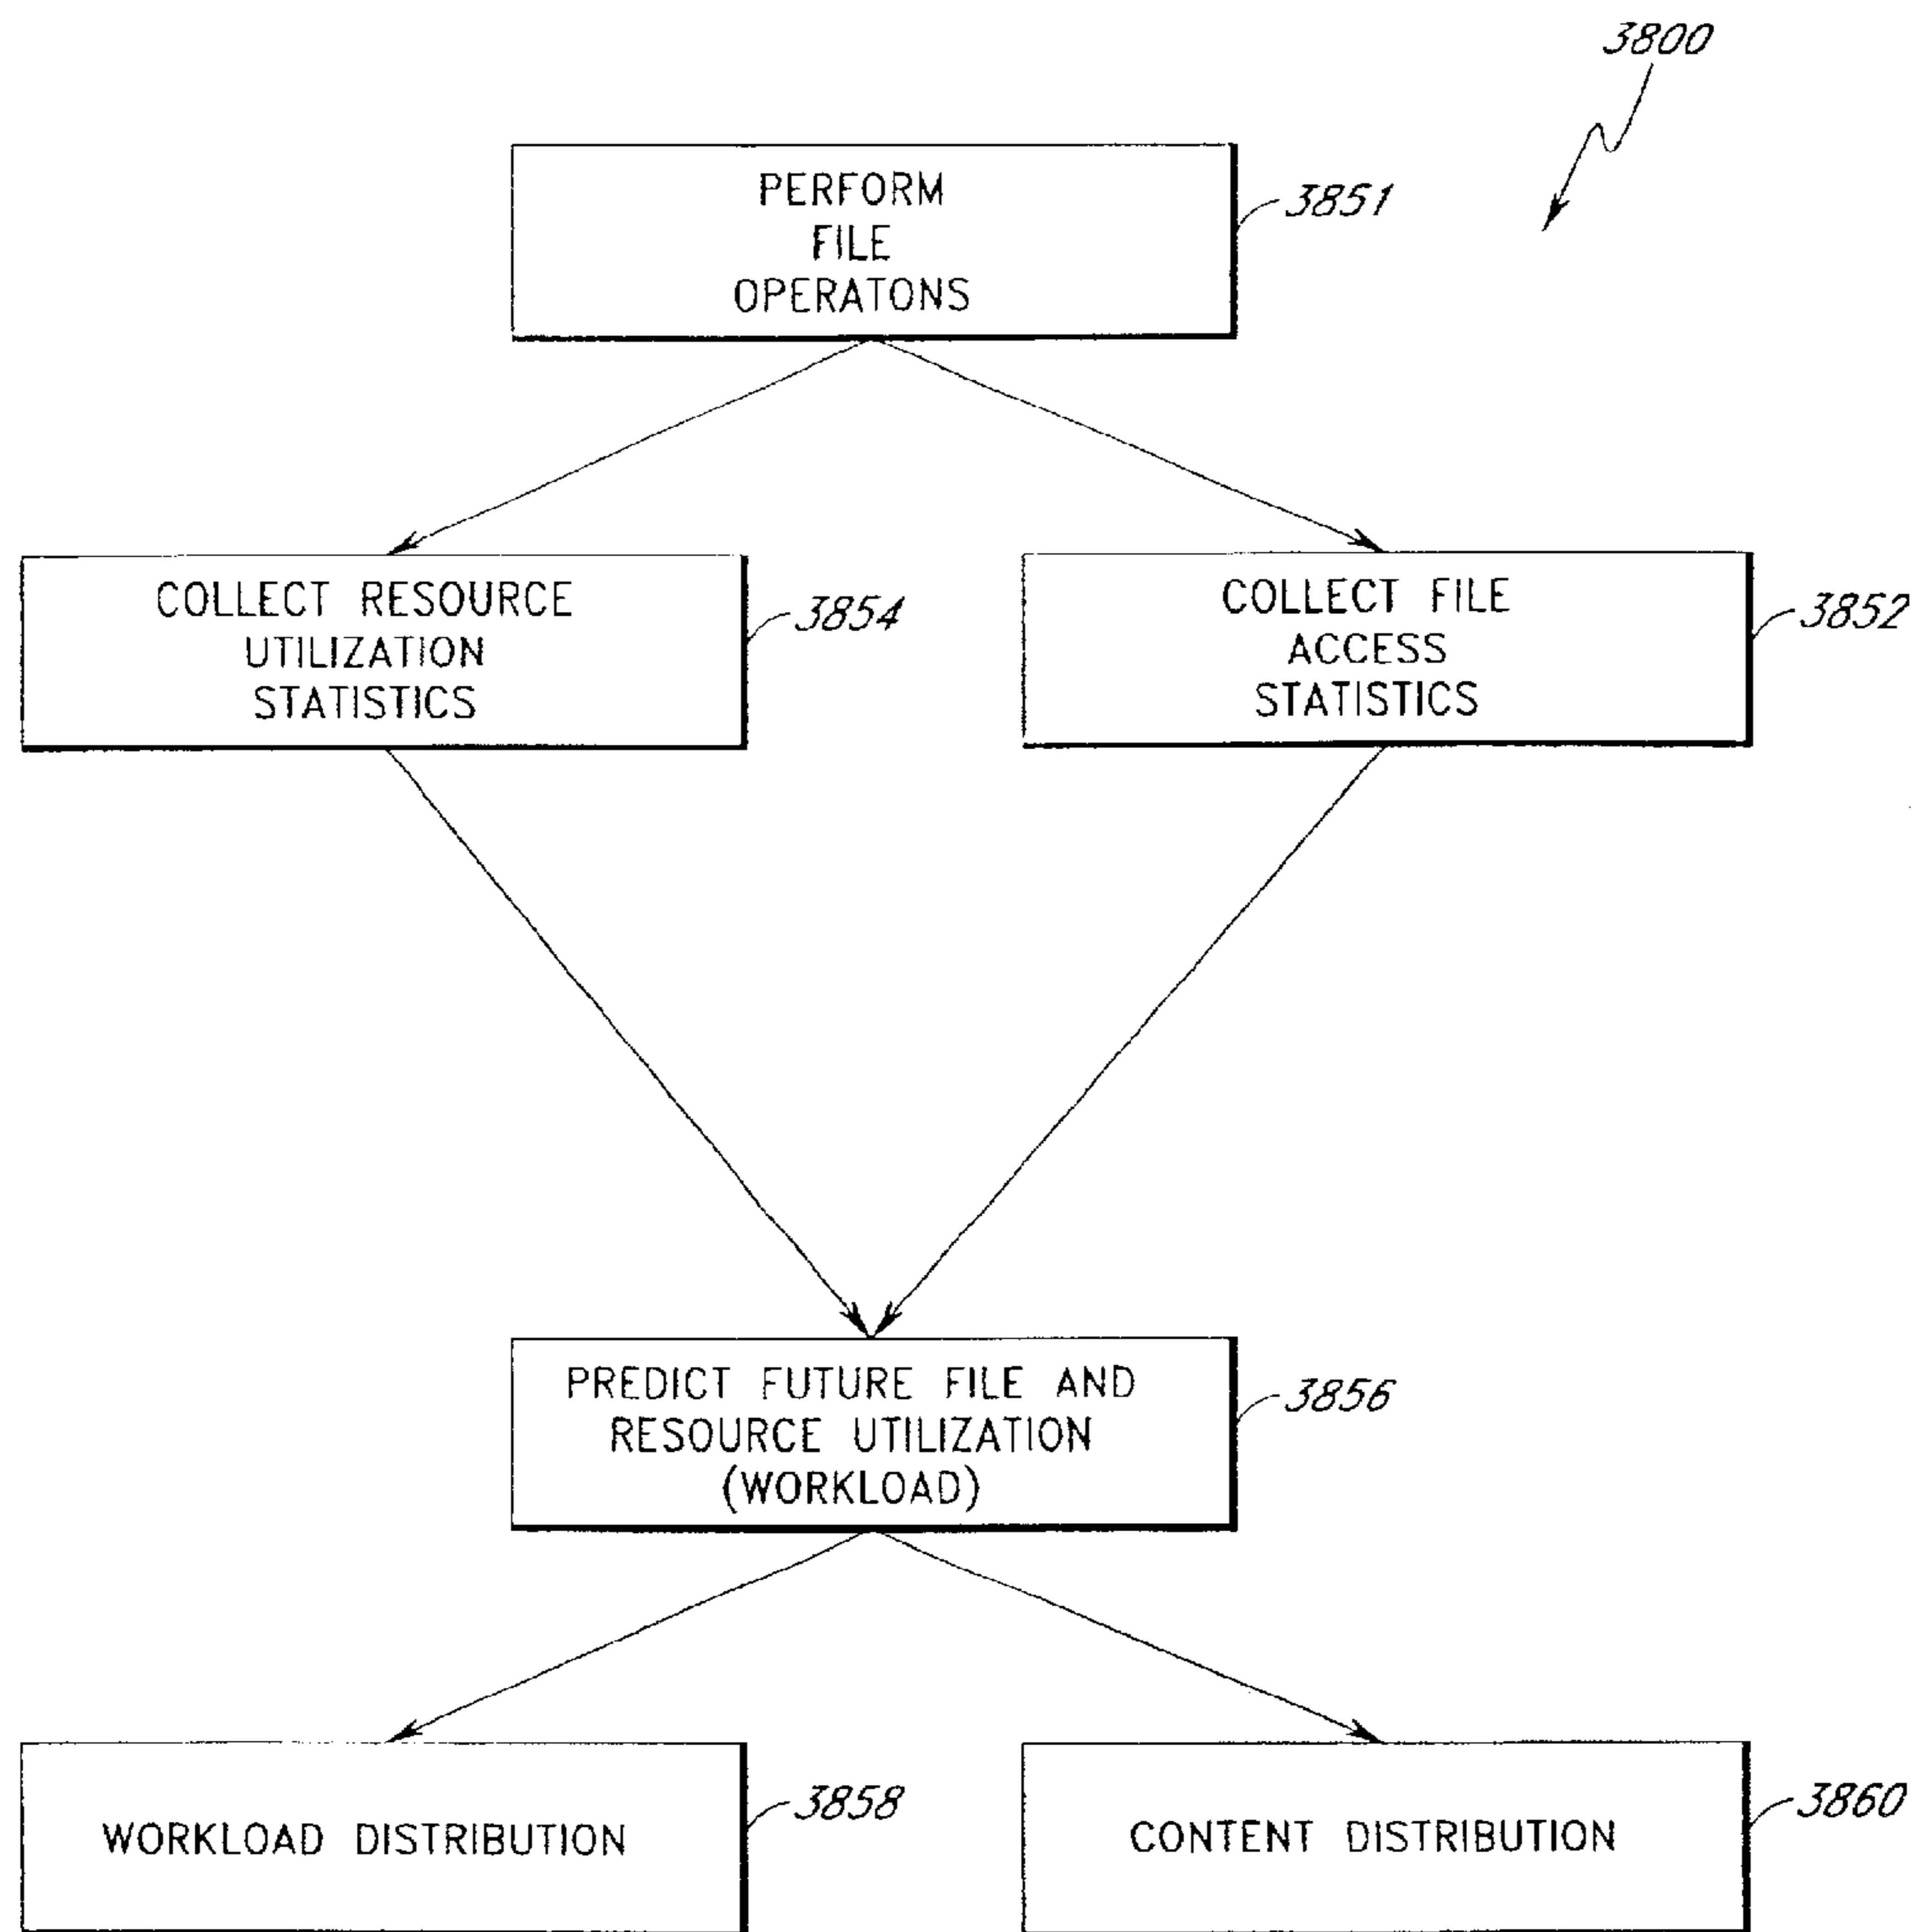 3800
PERFORM
FILE
OPERATONS
3851
COLLECT RESOURCE
UTILIZATION
STATISTICS
3854
COLLECT FILE
ACCESS
STATISTICS
3852
PREDICT FUTURE FILE AND
RESOURCE UTILIZATION
(WORKLOAD)
3856
WORKLOAD DISTRIBUTION
3858
CONTENT DISTRIBUTION
3860